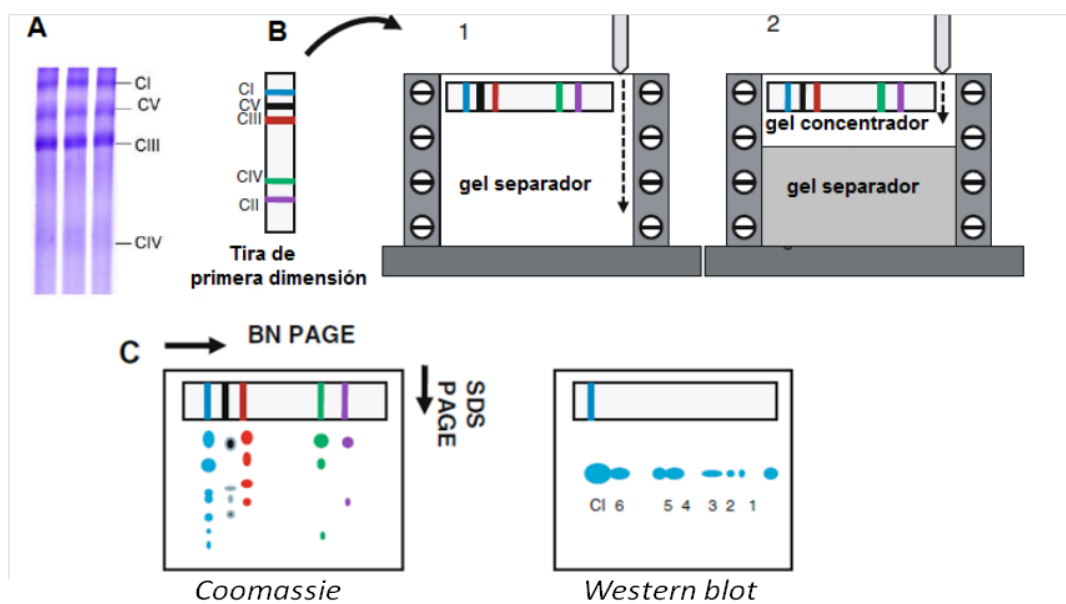 A
CI
CV
CIII
CIV
B
CI
CV
CIII
CIV
CII
Tira de
primera dimensión
1
gel separador
2
gel concentrador
gel separador
C
BN PAGE
SDS
PAGE
Coomassie
CI 6 5 4 3 2 1
Western blot